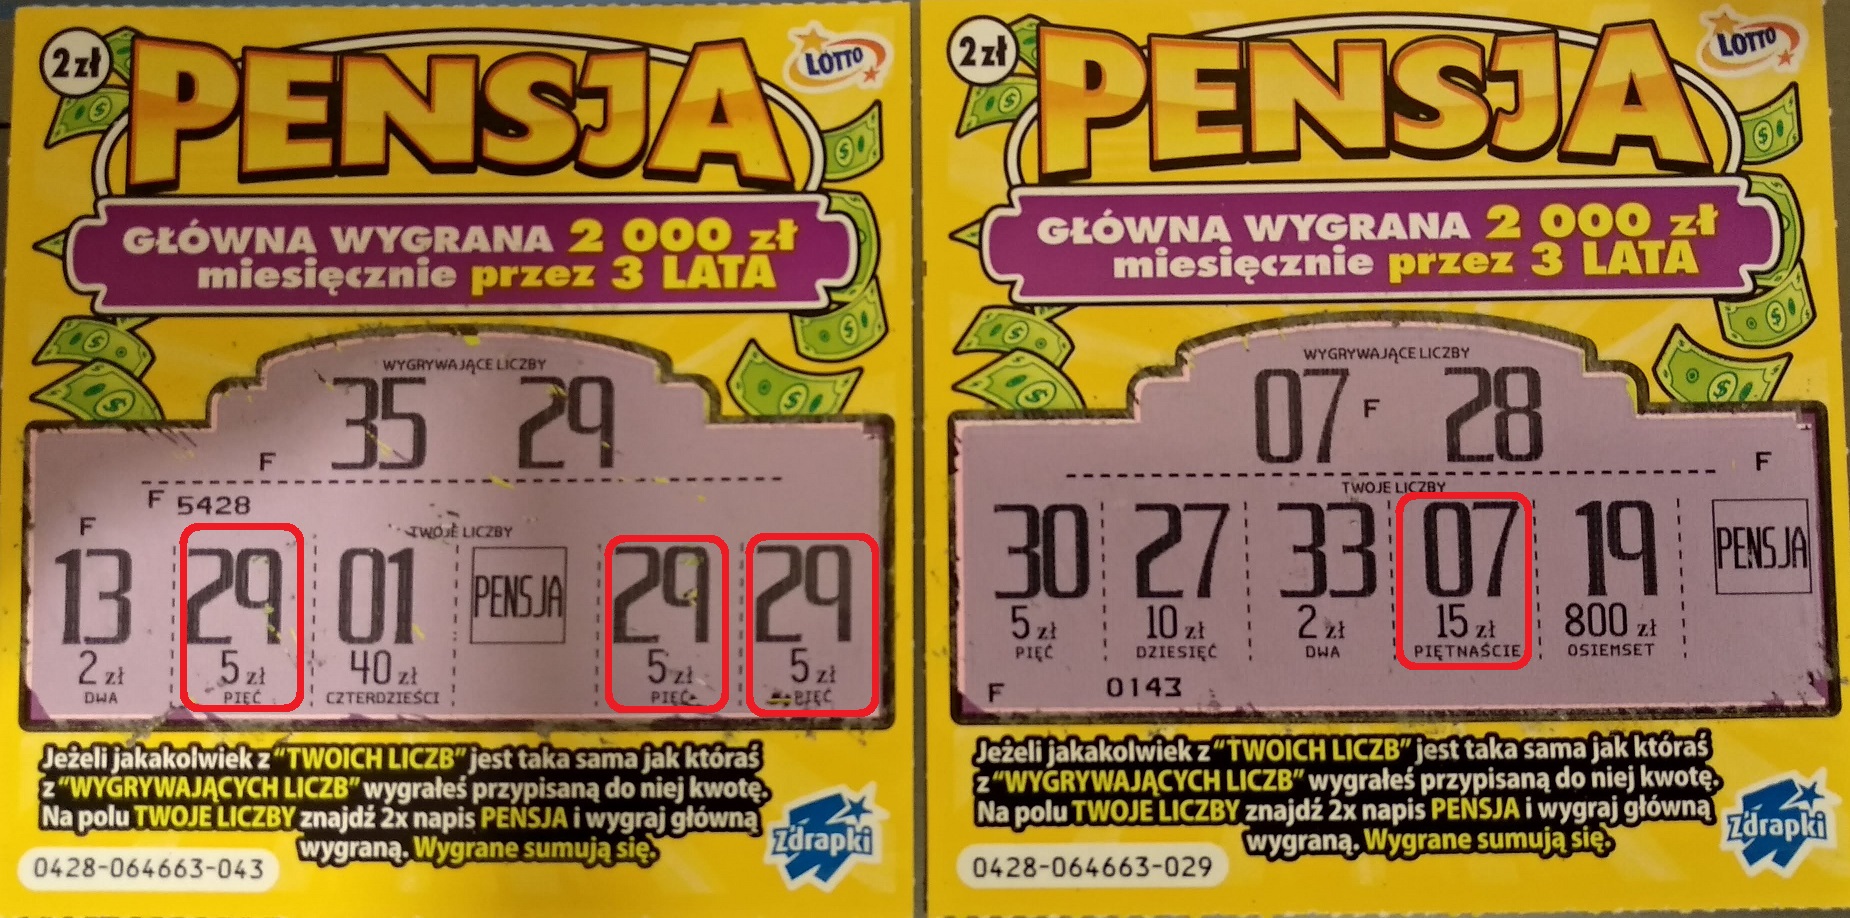 2 zł
PENSJA
LOTTO
GŁÓWNA WYGRANA 2 000 zł
miesięcznie przez 3 LATA
WYGRYWAJĄCE LICZBY
35 29
F
F 5428
F
TWOJE LICZBY
13 29 01 PENSJA 29 29
2 zł 5 zł 40 zł 5 zł 5 zł
DWA PIĘĆ CZTERDZIEŚCI PIĘĆ PIĘĆ
Jeżeli jakakolwiek z "TWOICH LICZB" jest taka sama jak któraś
z "WYGRYWAJĄCYCH LICZB" wygrałeś przypisaną do niej kwotę.
Na polu TWOJE LICZBY znajdź 2x napis PENSJA i wygraj główną
wygraną. Wygrane sumują się.
Zdrapki
0428-064663-043
2 zł
PENSJA
LOTTO
GŁÓWNA WYGRANA 2 000 zł
miesięcznie przez 3 LATA
WYGRYWAJĄCE LICZBY
07 F 28
F
TWOJE LICZBY
30 27 33 07 19 PENSJA
5 zł 10 zł 2 zł 15 zł 800 zł
PIĘĆ DZIESIĘĆ DWA PIĘTNAŚCIE OSIEMSET
F 0143
Jeżeli jakakolwiek z "TWOICH LICZB" jest taka sama jak któraś
z "WYGRYWAJĄCYCH LICZB" wygrałeś przypisaną do niej kwotę.
Na polu TWOJE LICZBY znajdź 2x napis PENSJA i wygraj główną
wygraną. Wygrane sumują się.
Zdrapki
0428-064663-029